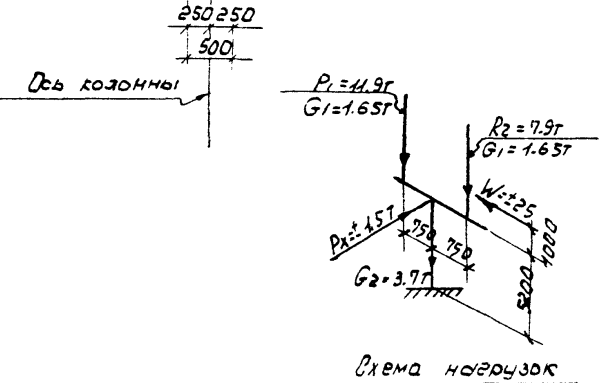 250 250
500
Ось колонны
P1=11.9т
G1=1.65т
R2=7.9т
G1=1.65т
W=±25
Px=±1.5т
750
750
1000
5200
G2=3.7т
Схема нагрузок